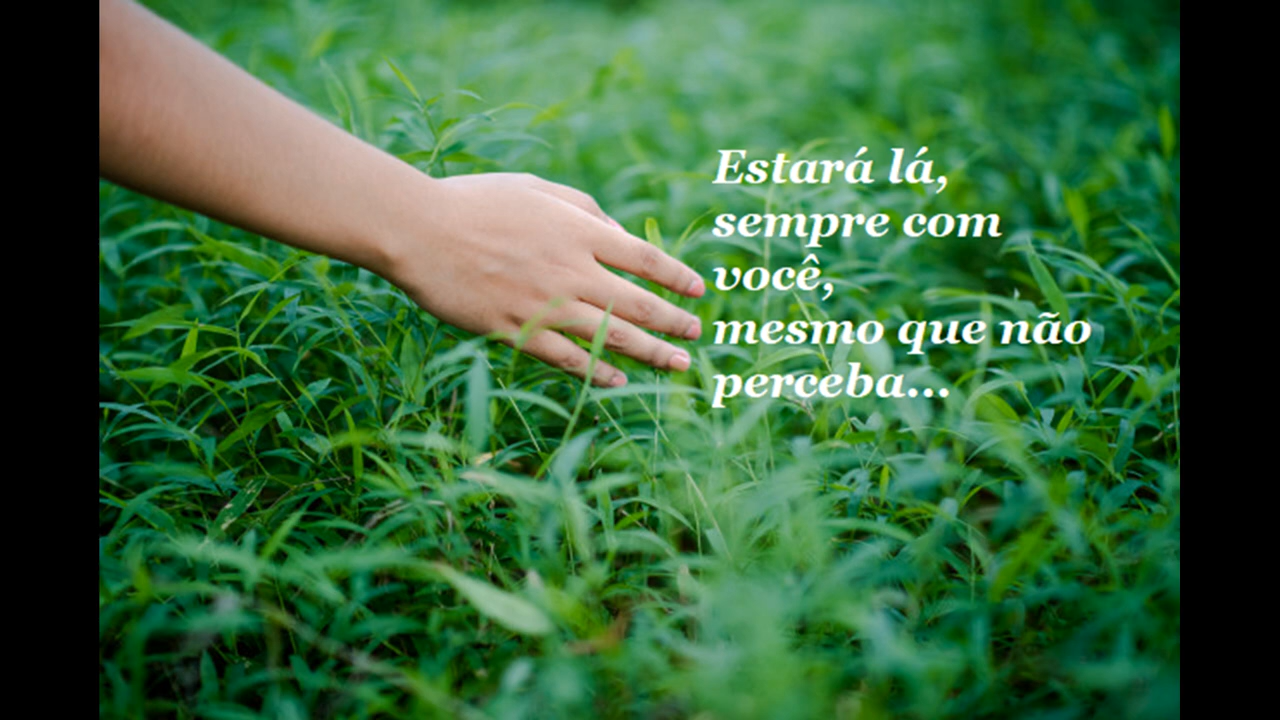 Estará lá,
sempre com
você,
mesmo que não
perceba...